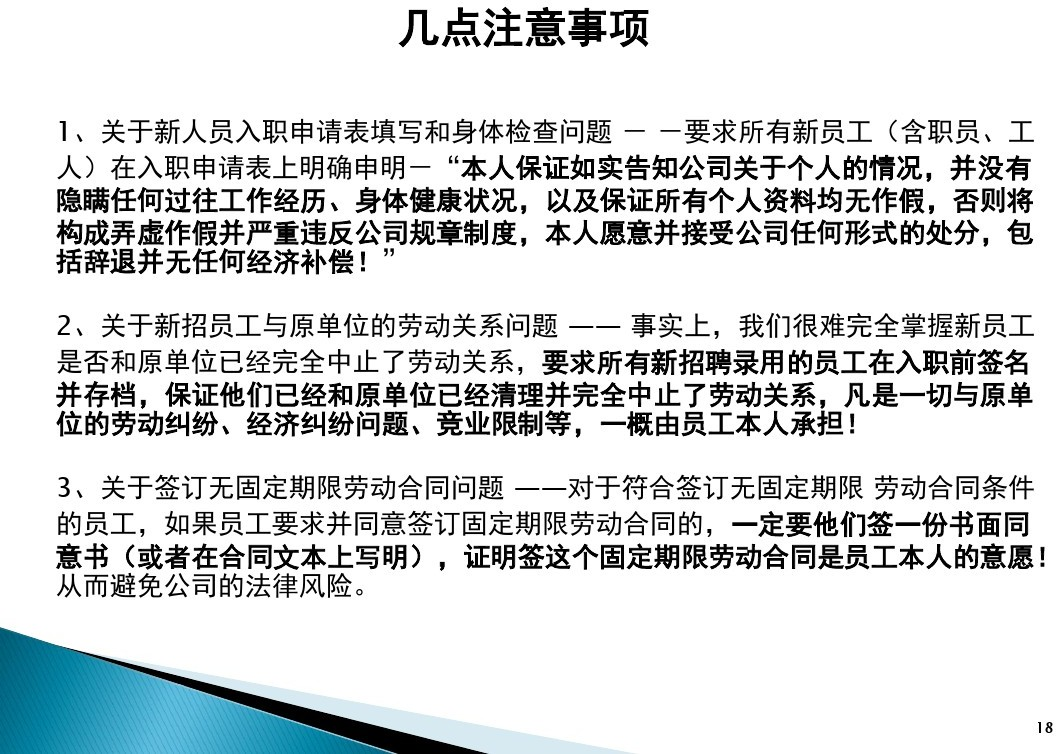 几点注意事项
1、关于新人员入职申请表填写和身体检查问题 － －要求所有新员工（含职员、工
人）在入职申请表上明确申明－“本人保证如实告知公司关于个人的情况，并没有
隐瞒任何过往工作经历、身体健康状况，以及保证所有个人资料均无作假，否则将
构成弄虚作假并严重违反公司规章制度，本人愿意并接受公司任何形式的处分，包
括辞退并无任何经济补偿！”
2、关于新招员工与原单位的劳动关系问题 —— 事实上，我们很难完全掌握新员工
是否和原单位已经完全中止了劳动关系，要求所有新招聘录用的员工在入职前签名
并存档，保证他们已经和原单位已经清理并完全中止了劳动关系，凡是一切与原单
位的劳动纠纷、经济纠纷问题、竞业限制等，一概由员工本人承担！
3、关于签订无固定期限劳动合同问题 ——对于符合签订无固定期限 劳动合同条件
的员工，如果员工要求并同意签订固定期限劳动合同的，一定要他们签一份书面同
意书（或者在合同文本上写明），证明签这个固定期限劳动合同是员工本人的意愿！
从而避免公司的法律风险。
18